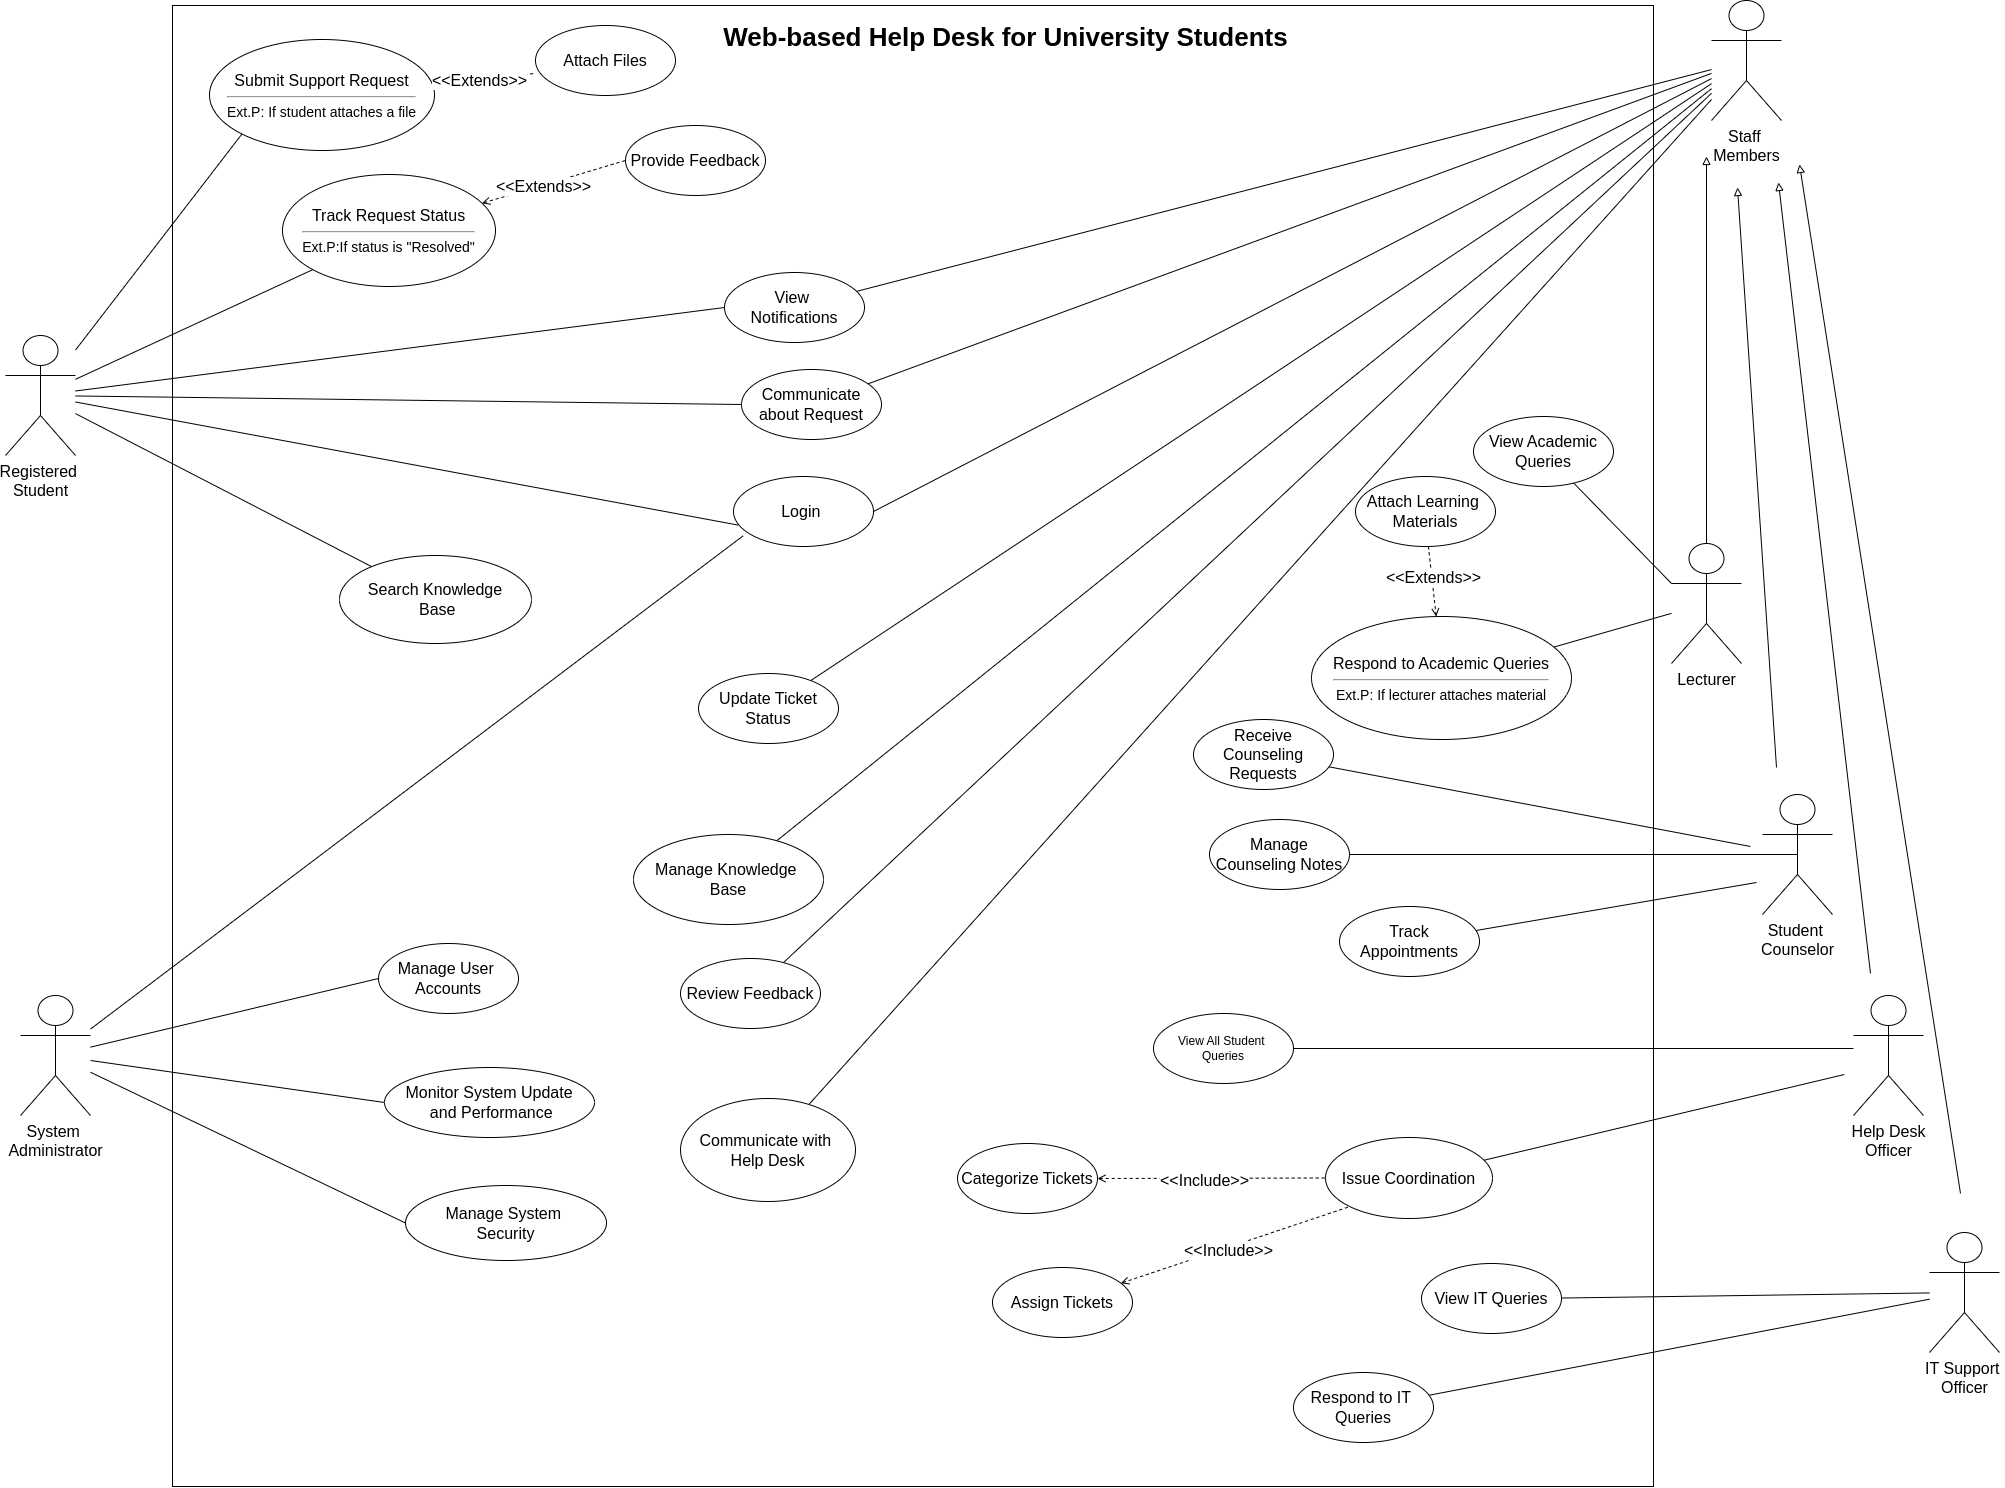 Web-based Help Desk for University Students
Submit Support Request
Ext.P: If student attaches a file
<<Extends>>
Attach Files
Track Request Status
Ext.P:If status is "Resolved"
<<Extends>>
Provide Feedback
Staff
Members
View
Notifications
Communicate
about Request
Registered
Student
Login
Search Knowledge
Base
View Academic
Queries
Attach Learning
Materials
<<Extends>>
Respond to Academic Queries
Ext.P: If lecturer attaches material
Lecturer
Update Ticket
Status
Receive
Counseling
Requests
Manage
Counseling Notes
Track
Appointments
Student
Counselor
Manage Knowledge
Base
Manage User
Accounts
Review Feedback
View All Student
Queries
Monitor System Update
and Performance
System
Administrator
Communicate with
Help Desk
Help Desk
Officer
Categorize Tickets
<<Include>>
Issue Coordination
Manage System
Security
<<Include>>
Assign Tickets
View IT Queries
Respond to IT
Queries
IT Support
Officer